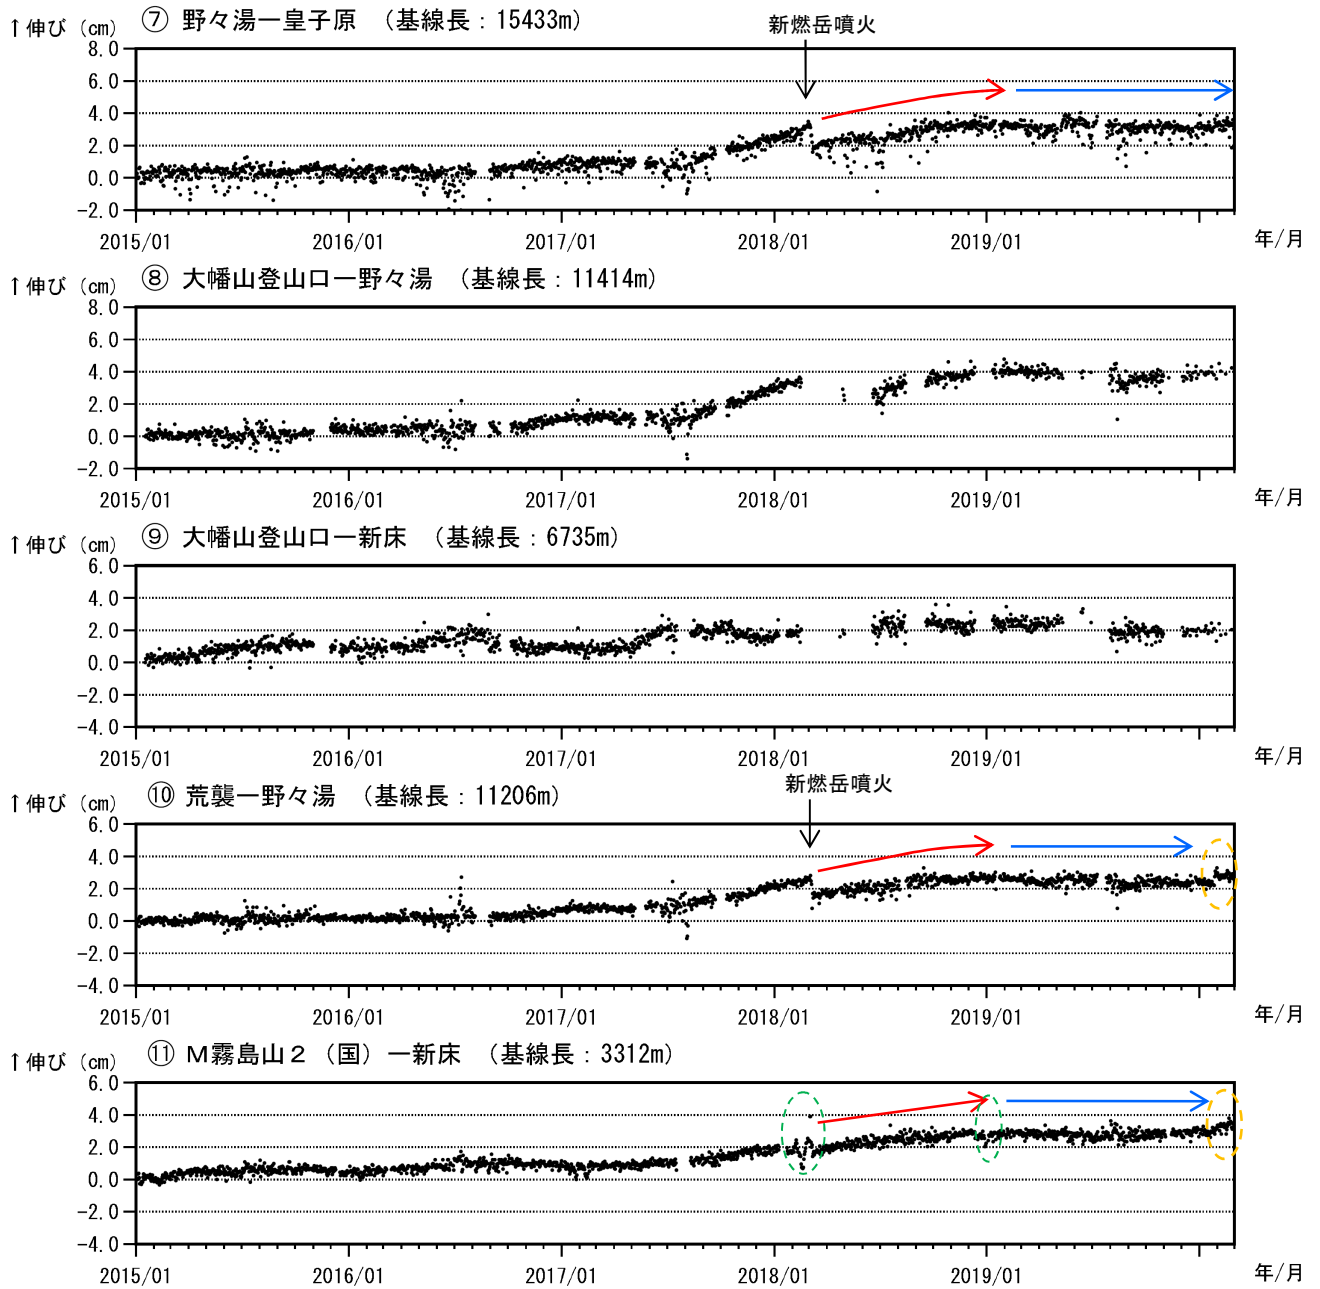 ⑦ 野々湯ー皇子原 （基線長：15433m） 新燃岳噴火
↑伸び（cm）
8.0
6.0
4.0
2.0
0.0
−2.0
2015/01 2016/01 2017/01 2018/01 2019/01 年/月
⑧ 大幡山登山口ー野々湯 （基線長：11414m）
↑伸び（cm）
8.0
6.0
4.0
2.0
0.0
−2.0
2015/01 2016/01 2017/01 2018/01 2019/01 年/月
⑨ 大幡山登山口ー新床 （基線長：6735m）
↑伸び（cm）
6.0
4.0
2.0
0.0
−2.0
−4.0
2015/01 2016/01 2017/01 2018/01 2019/01 年/月
⑩ 荒襲ー野々湯 （基線長：11206m） 新燃岳噴火
↑伸び（cm）
6.0
4.0
2.0
0.0
−2.0
−4.0
2015/01 2016/01 2017/01 2018/01 2019/01 年/月
⑪ M霧島山２（国）ー新床 （基線長：3312m）
↑伸び（cm）
6.0
4.0
2.0
0.0
−2.0
−4.0
2015/01 2016/01 2017/01 2018/01 2019/01 年/月